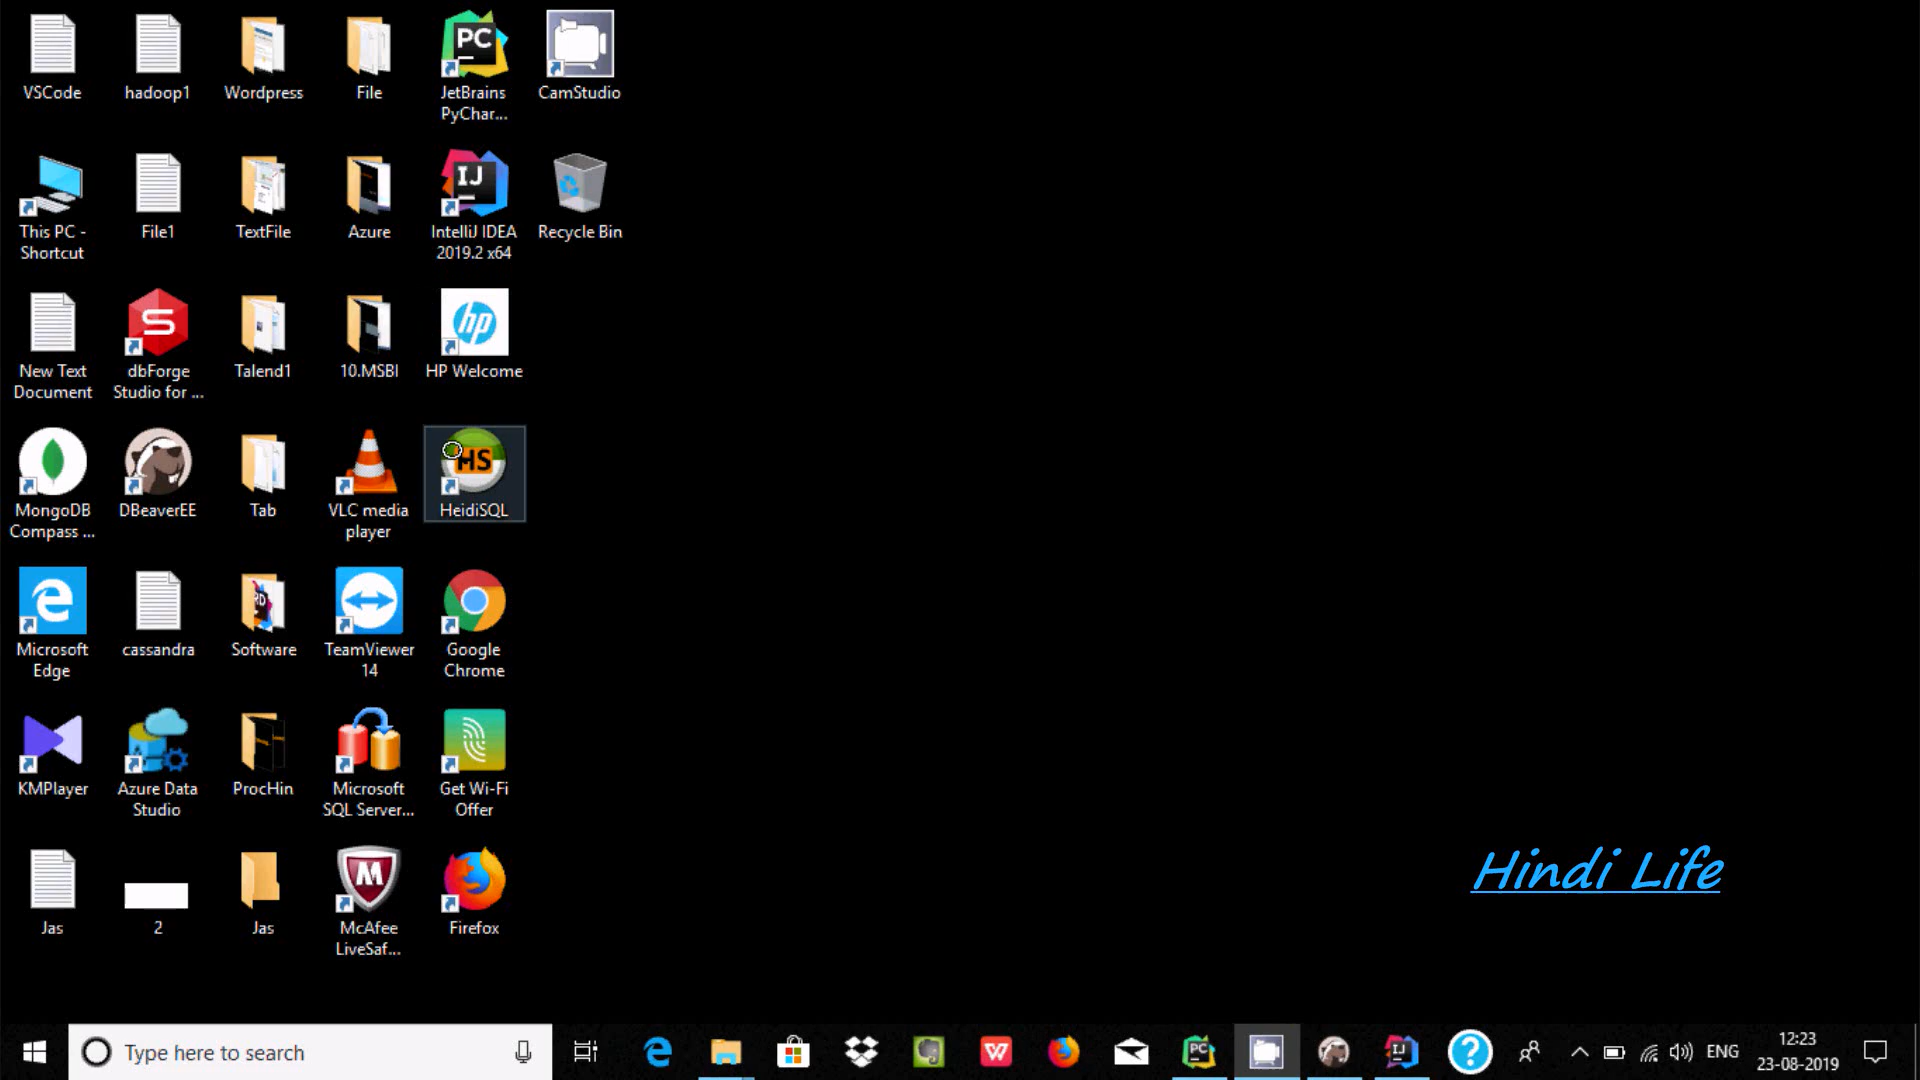 VSCode
hadoop1
Wordpress
File
JetBrains
PyChar...
CamStudio
This PC -
Shortcut
File1
TextFile
Azure
IntelliJ IDEA
2019.2 x64
Recycle Bin
New Text
Document
dbForge
Studio for ...
Talend1
10.MSBI
HP Welcome
MongoDB
Compass ...
DBeaverEE
Tab
VLC media
player
HeidiSQL
Microsoft
Edge
cassandra
Software
TeamViewer
14
Google
Chrome
KMPlayer
Azure Data
Studio
ProcHin
Microsoft
SQL Server...
Get Wi-Fi
Offer
Jas
2
Jas
McAfee
LiveSaf...
Firefox
PC
IJ
hp
HS
Hindi Life
Type here to search
ENG
12:23
23-08-2019